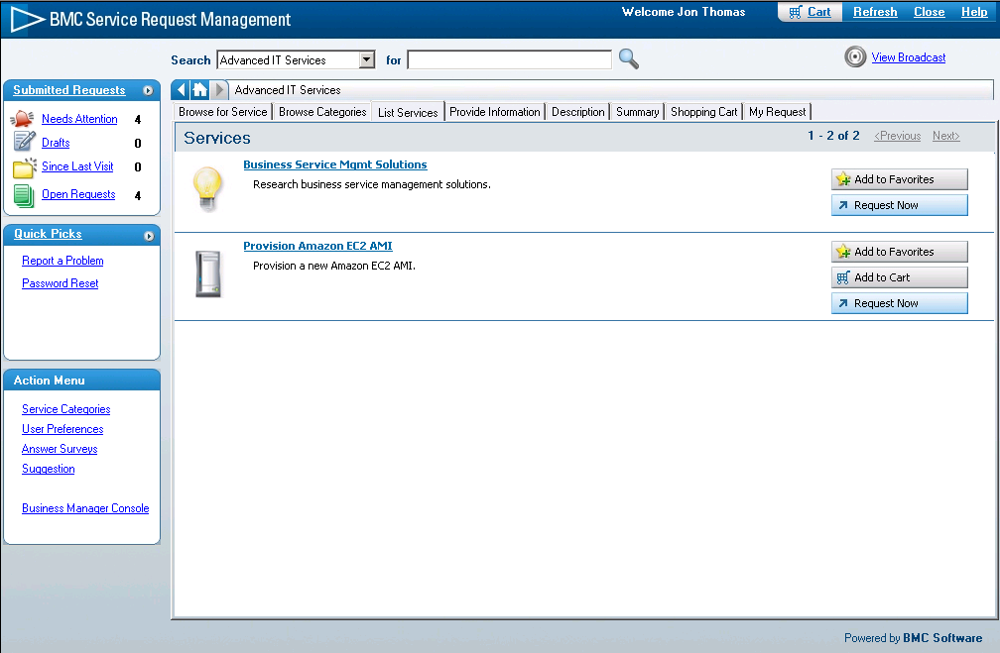 BMC Service Request Management
Welcome Jon Thomas
Cart
Refresh
Close
Help
Search
Advanced IT Services
for
View Broadcast
Submitted Requests
Needs Attention 4
Drafts 0
Since Last Visit 0
Open Requests 4
Quick Picks
Report a Problem
Password Reset
Action Menu
Service Categories
User Preferences
Answer Surveys
Suggestion
Business Manager Console
Advanced IT Services
Browse for Service
Browse Categories
List Services
Provide Information
Description
Summary
Shopping Cart
My Request
Services
1 - 2 of 2
<Previous
Next>
Business Service Mgmt Solutions
Research business service management solutions.
Add to Favorites
Request Now
Provision Amazon EC2 AMI
Provision a new Amazon EC2 AMI.
Add to Favorites
Add to Cart
Request Now
Powered by BMC Software